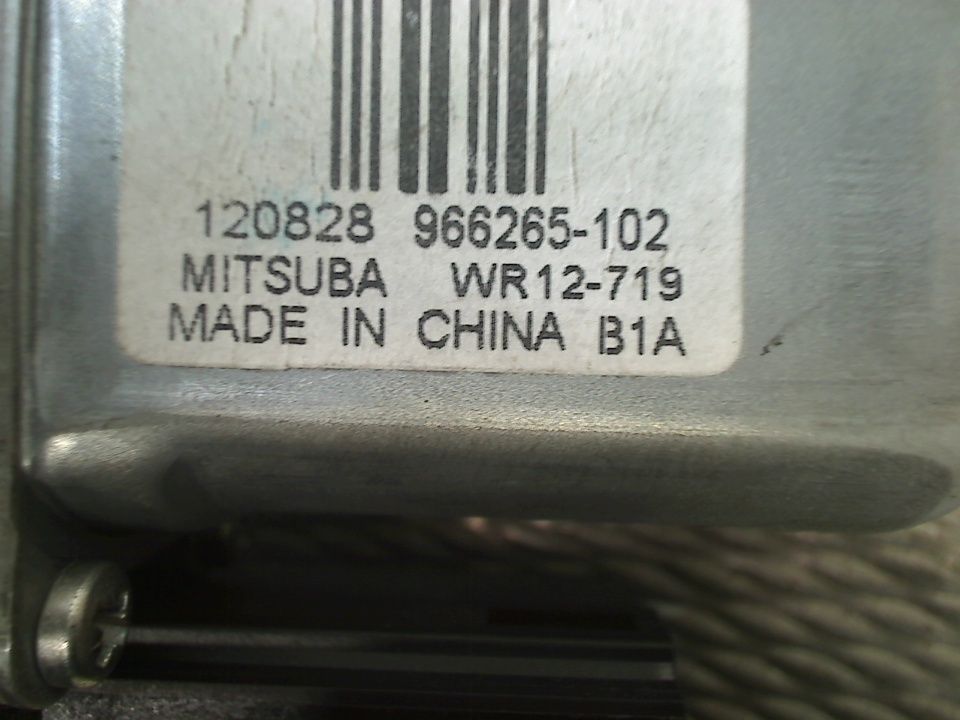 120828 966265-102
MITSUBA WR12-719
MADE IN CHINA B1A